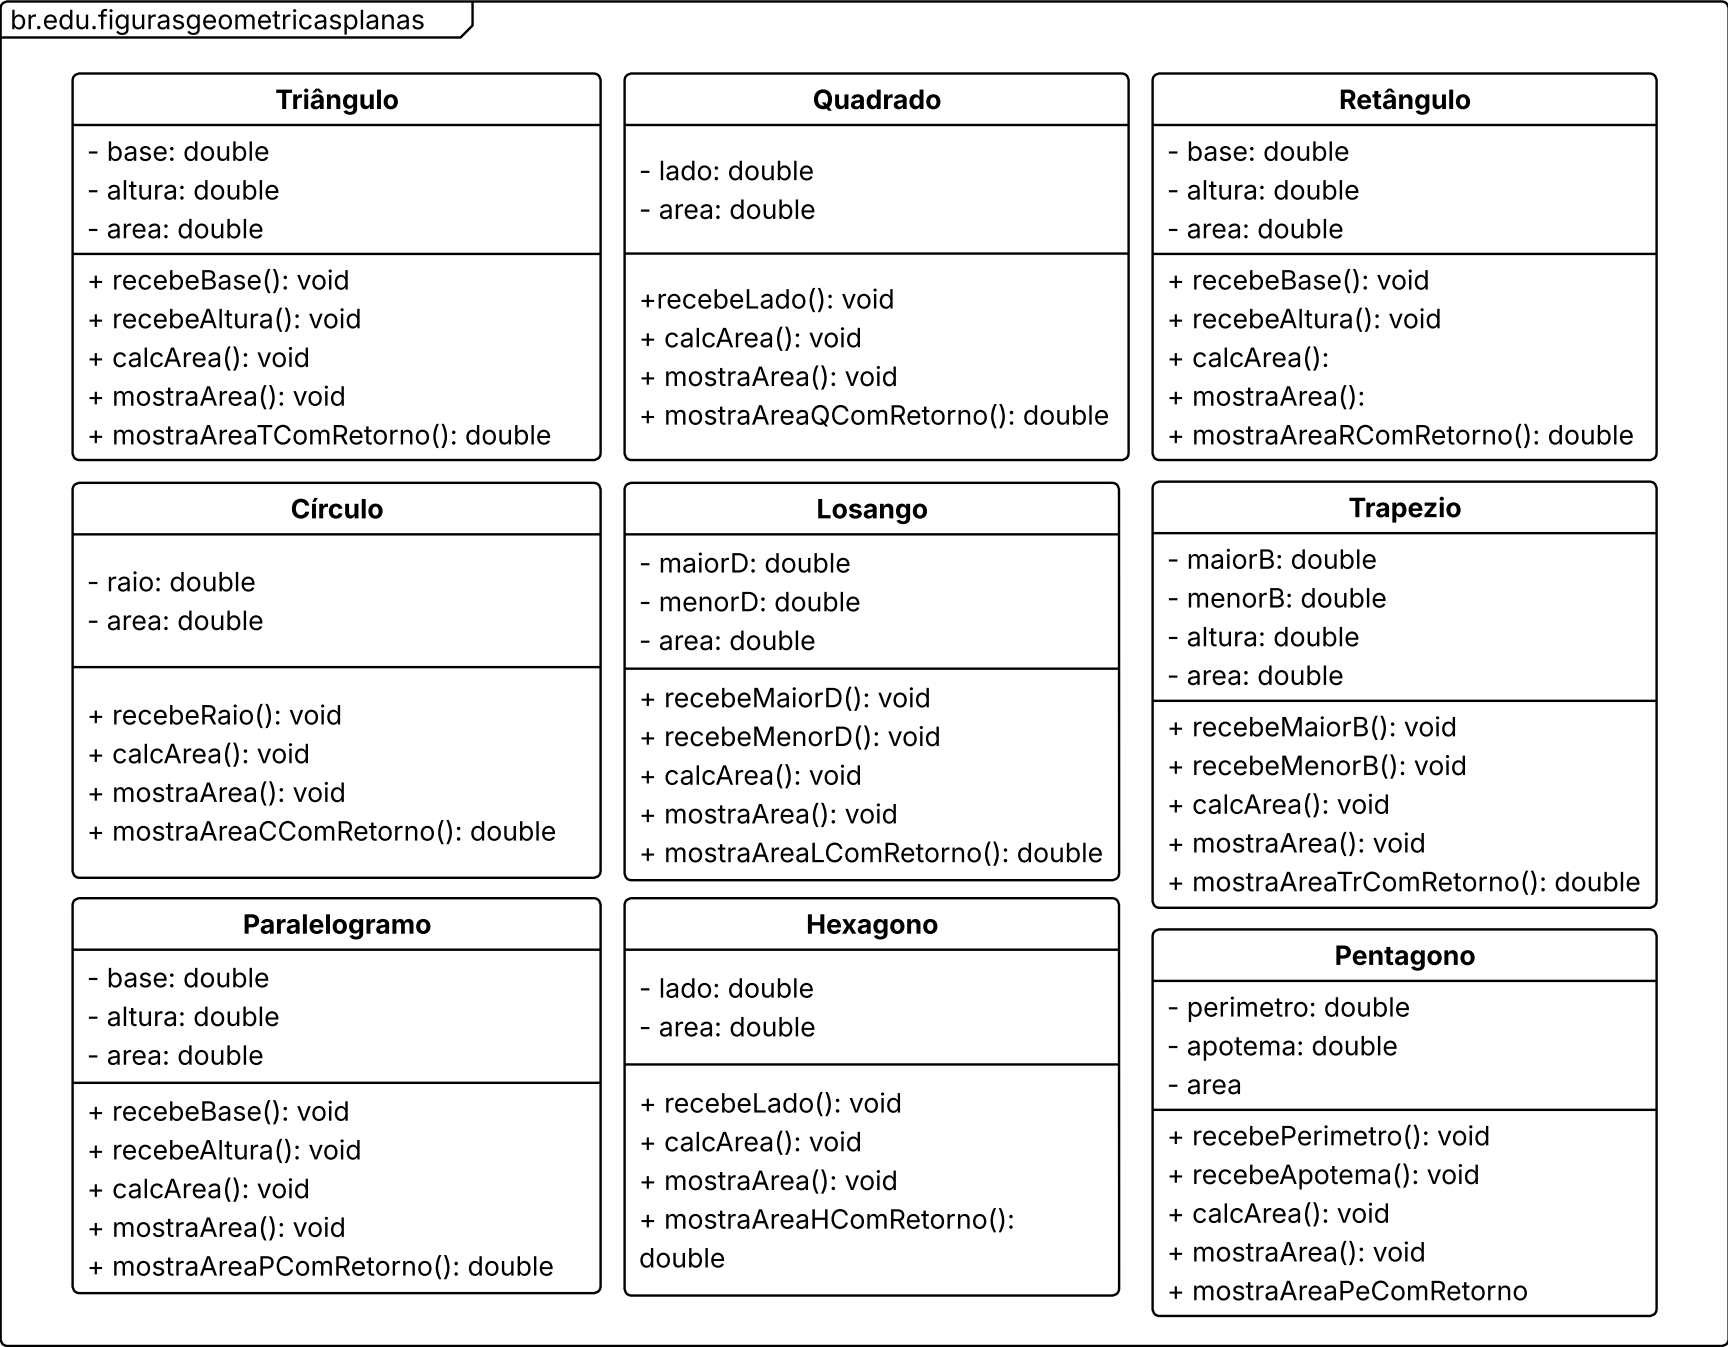 br.edu.figurasgeometricasplanas
Triângulo
- base: double
- altura: double
- area: double
+ recebeBase(): void
+ recebeAltura(): void
+ calcArea(): void
+ mostraArea(): void
+ mostraAreaTComRetorno(): double
Quadrado
- lado: double
- area: double
+recebeLado(): void
+ calcArea(): void
+ mostraArea(): void
+ mostraAreaQComRetorno(): double
Retângulo
- base: double
- altura: double
- area: double
+ recebeBase(): void
+ recebeAltura(): void
+ calcArea():
+ mostraArea():
+ mostraAreaRComRetorno(): double
Círculo
- raio: double
- area: double
+ recebeRaio(): void
+ calcArea(): void
+ mostraArea(): void
+ mostraAreaCComRetorno(): double
Losango
- maiorD: double
- menorD: double
- area: double
+ recebeMaiorD(): void
+ recebeMenorD(): void
+ calcArea(): void
+ mostraArea(): void
+ mostraAreaLComRetorno(): double
Trapezio
- maiorB: double
- menorB: double
- altura: double
- area: double
+ recebeMaiorB(): void
+ recebeMenorB(): void
+ calcArea(): void
+ mostraArea(): void
+ mostraAreaTrComRetorno(): double
Paralelogramo
- base: double
- altura: double
- area: double
+ recebeBase(): void
+ recebeAltura(): void
+ calcArea(): void
+ mostraArea(): void
+ mostraAreaPComRetorno(): double
Hexagono
- lado: double
- area: double
+ recebeLado(): void
+ calcArea(): void
+ mostraArea(): void
+ mostraAreaHComRetorno():
double
Pentagono
- perimetro: double
- apotema: double
- area
+ recebePerimetro(): void
+ recebeApotema(): void
+ calcArea(): void
+ mostraArea(): void
+ mostraAreaPeComRetorno